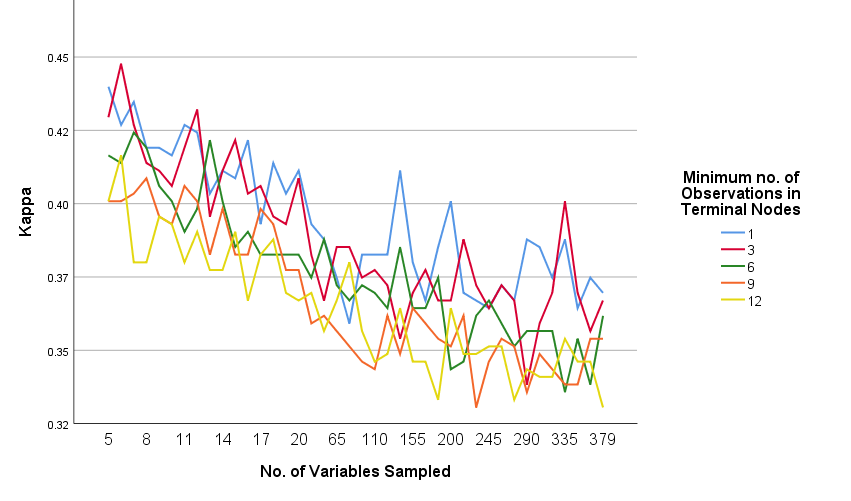 0.45
0.42
0.40
0.37
0.35
0.32
Kappa
5 8 11 14 17 20 65 110 155 200 245 290 335 379
No. of Variables Sampled
Minimum no. of
Observations in
Terminal Nodes
1
3
6
9
12